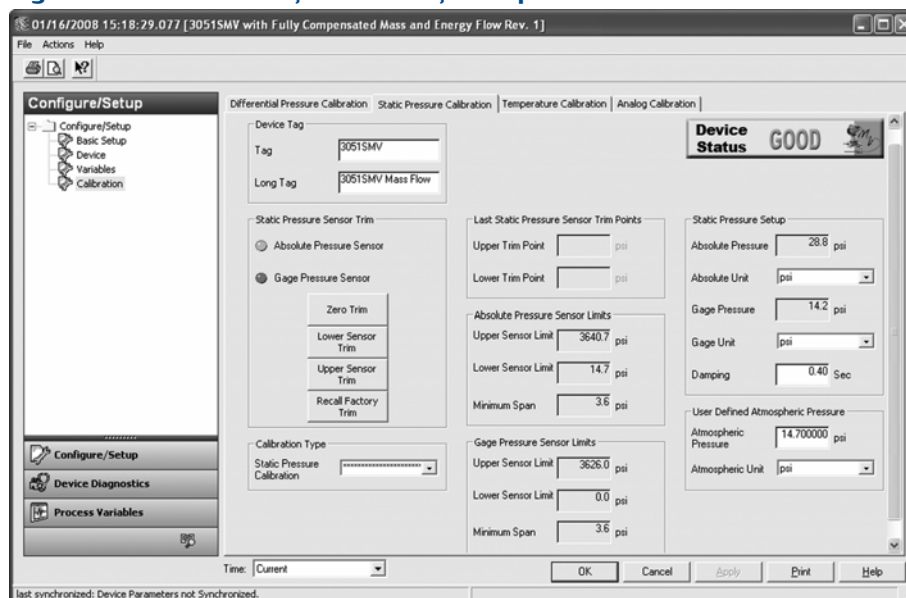 01/16/2008 15:18:29.077 [3051SMV with Fully Compensated Mass and Energy Flow Rev. 1]
File Actions Help
Configure/Setup
Configure/Setup
Basic Setup
Device
Variables
Calibration
Configure/Setup
Device Diagnostics
Process Variables
Differential Pressure Calibration Static Pressure Calibration Temperature Calibration Analog Calibration
Device Tag
Tag 3051SMV
Long Tag 3051SMV Mass Flow
Device Status GOOD
Static Pressure Sensor Trim
Absolute Pressure Sensor
Gage Pressure Sensor
Zero Trim
Lower Sensor
Trim
Upper Sensor
Trim
Recall Factory
Trim
Calibration Type
Static Pressure
Calibration
Last Static Pressure Sensor Trim Points
Upper Trim Point psi
Lower Trim Point psi
Absolute Pressure Sensor Limits
Upper Sensor Limit 3640.7 psi
Lower Sensor Limit 14.7 psi
Minimum Span 3.6 psi
Gage Pressure Sensor Limits
Upper Sensor Limit 3626.0 psi
Lower Sensor Limit 0.0 psi
Minimum Span 3.6 psi
Static Pressure Setup
Absolute Pressure 28.8 psi
Absolute Unit psi
Gage Pressure 14.2 psi
Gage Unit psi
Damping 0.40 Sec
User Defined Atmospheric Pressure
Atmospheric
Pressure 14.700000 psi
Atmospheric Unit psi
Time: Current
OK Cancel Apply Print Help
last synchronized: Device Parameters not Synchronized.